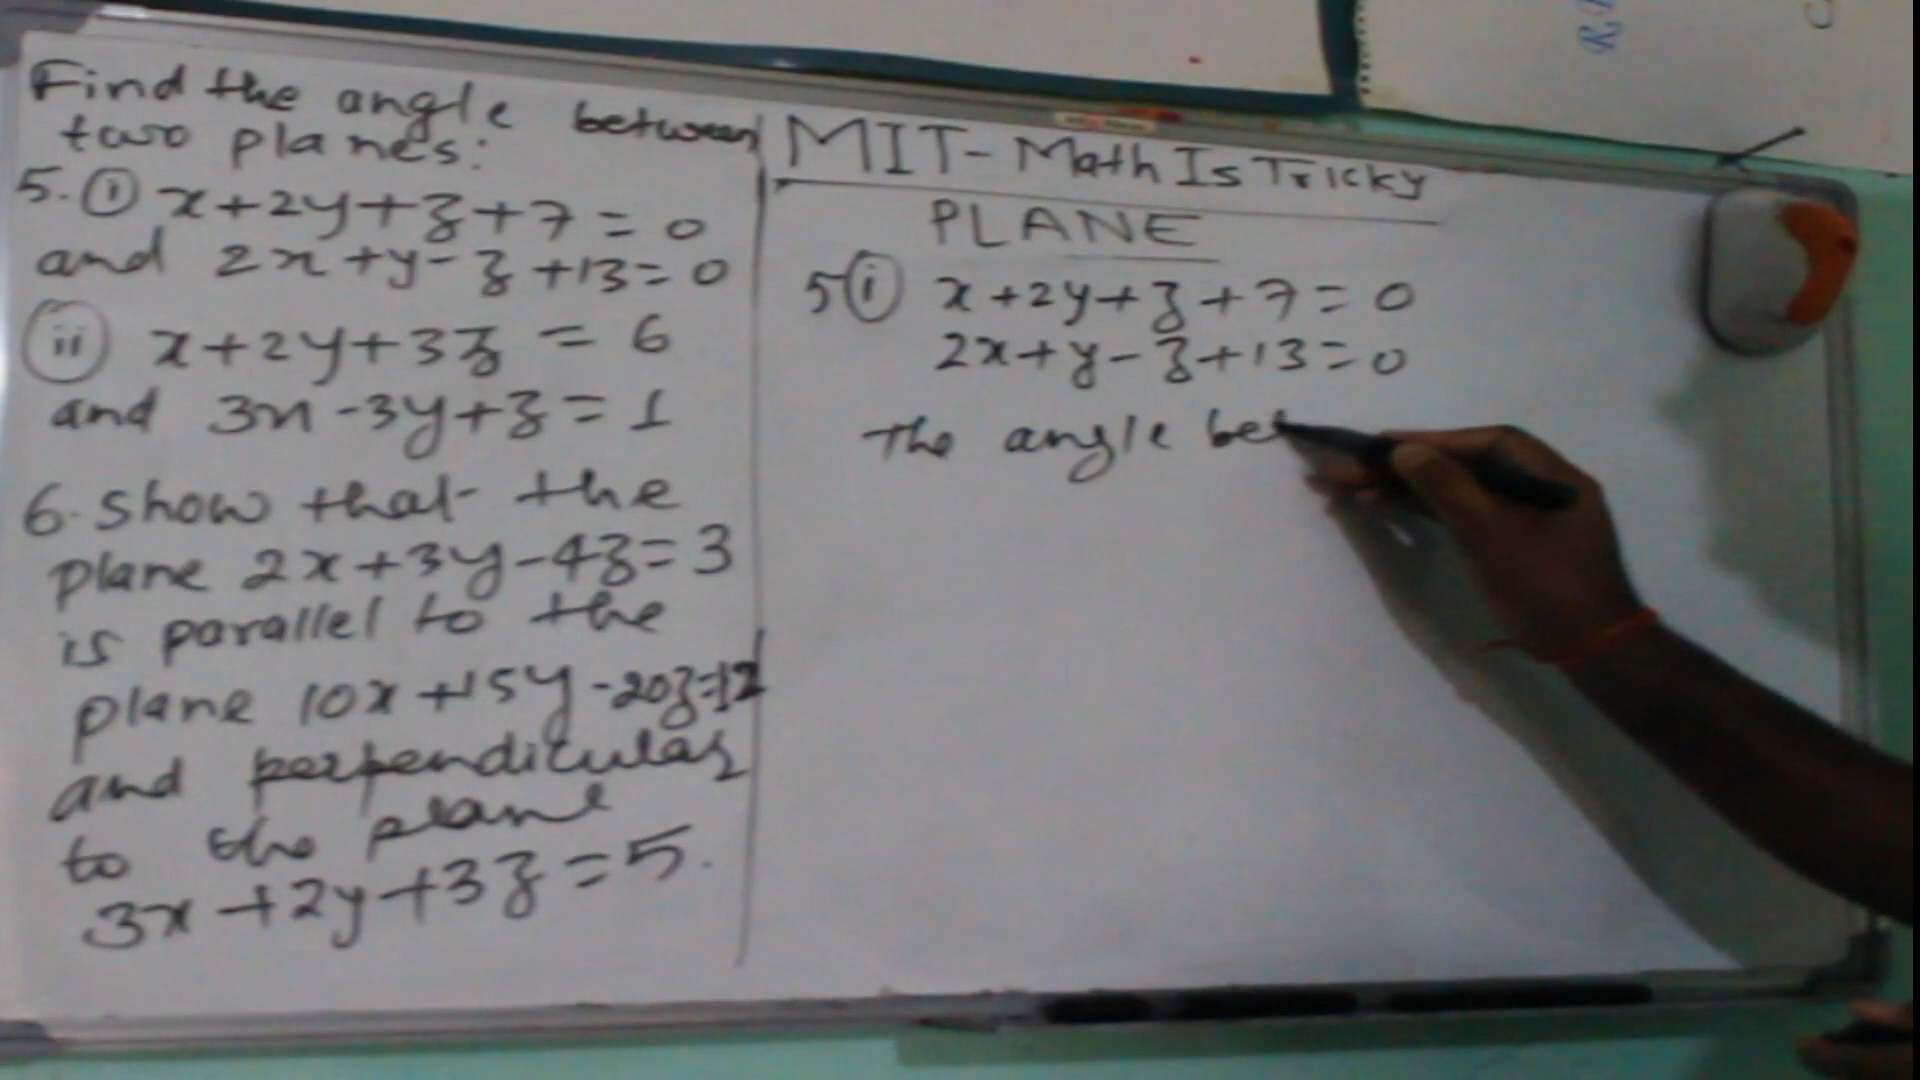 Find the angle between
two planes:
5. (i) x+2y+z+7=0
and 2x+y-z+13=0
(ii) x+2y+3z = 6
and 3x-3y+z=1
6. Show that the
plane 2x+3y-4z=3
is parallel to the
plane 10x+15y-20z=12
and perpendicular
to the plane
3x+2y+3z=5.
MIT- Math Is Tricky
PLANE
5(i) x+2y+z+7=0
2x+y-z+13=0
The angle bet